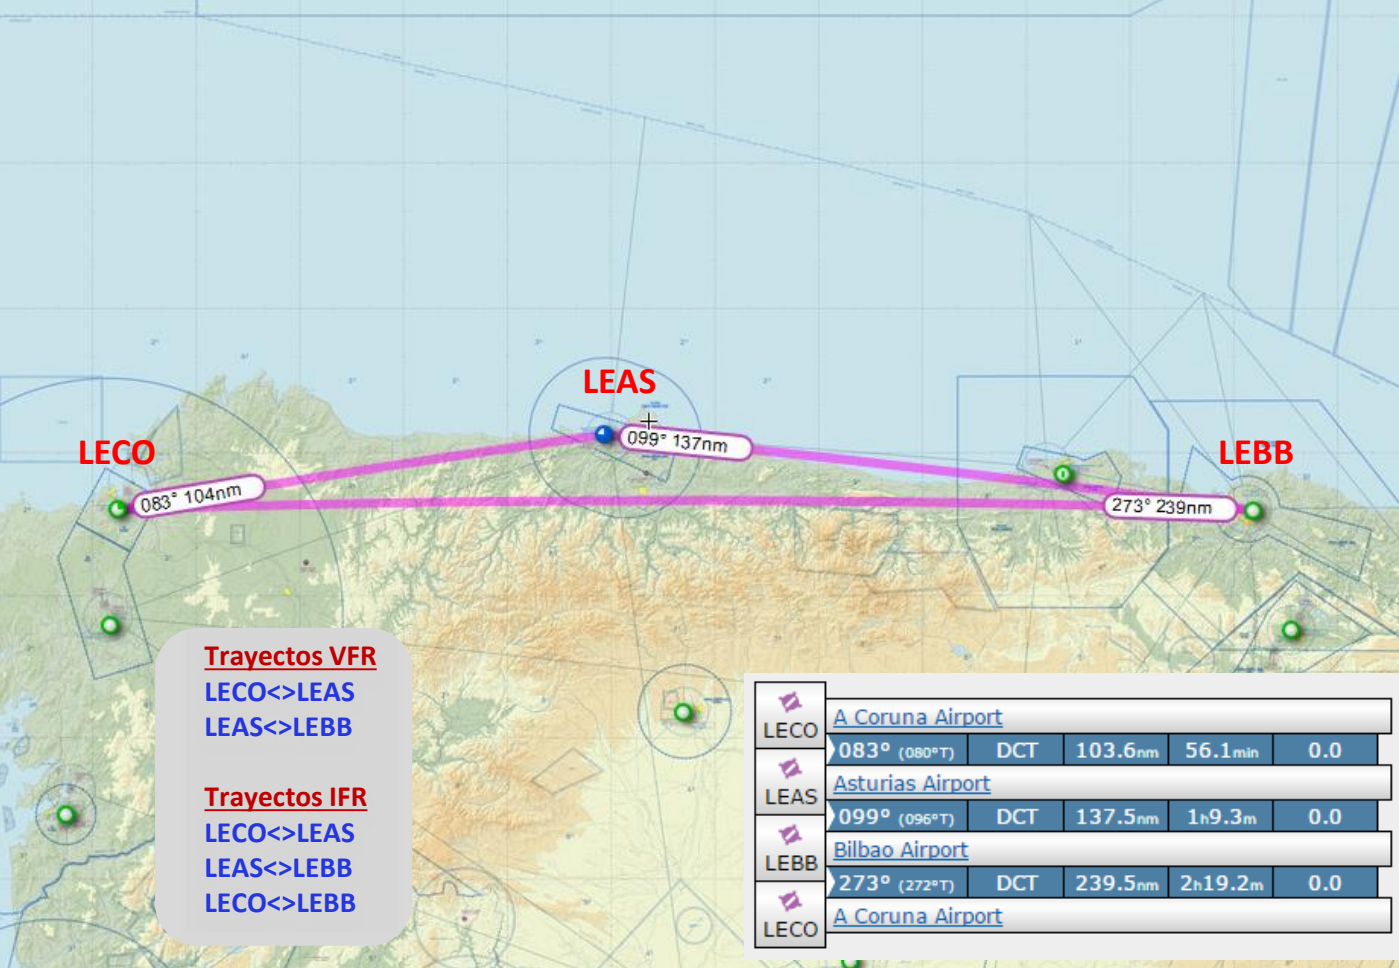 LEAS
099° 137nm
LECO
083° 104nm
LEBB
273° 239nm
Trayectos VFR
LECO<>LEAS
LEAS<>LEBB
Trayectos IFR
LECO<>LEAS
LEAS<>LEBB
LECO<>LEBB
LECO
A Coruna Airport
083° (080°T) DCT 103.6nm 56.1min 0.0
LEAS
Asturias Airport
099° (096°T) DCT 137.5nm 1h9.3m 0.0
LEBB
Bilbao Airport
273° (272°T) DCT 239.5nm 2h19.2m 0.0
LECO
A Coruna Airport